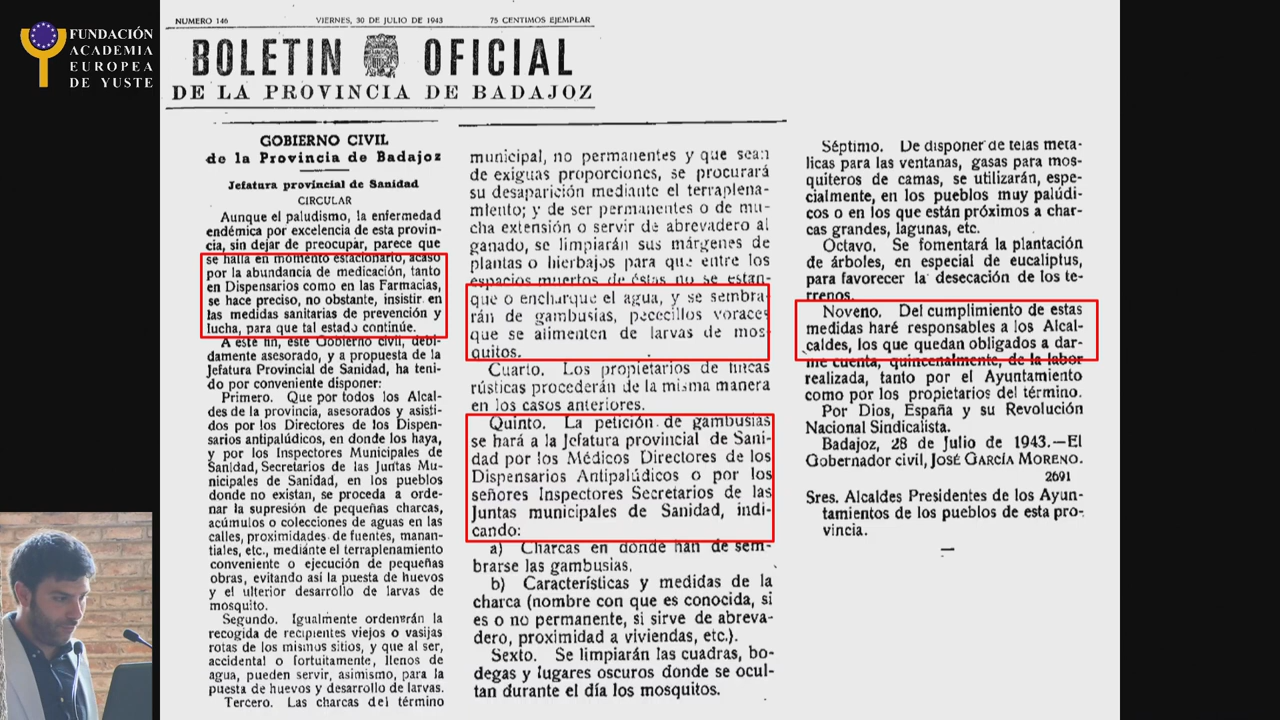 FUNDACIÓN
ACADEMIA
EUROPEA
DE YUSTE
NUMERO 146 VIERNES, 30 DE JULIO DE 1943 75 CENTIMOS EJEMPLAR
BOLETIN OFICIAL
DE LA PROVINCIA DE BADAJOZ
GOBIERNO CIVIL
de la Provincia de Badajoz
Jefatura provincial de Sanidad
CIRCULAR
Aunque el paludismo, la enfermedad
endémica por excelencia de esta provin-
cia, sin dejar de preocupar, parece que
se halla en momento estacionario, acaso
por la abundancia de medicación, tanto
en Dispensarios como en las Farmacias,
se hace preciso, no obstante, insistir en
las medidas sanitarias de prevención y
lucha, para que tal estado continúe.
A este fin, este Gobierno civil, debi-
damente asesorado, y a propuesta de la
Jefatura Provincial de Sanidad, ha teni-
do por conveniente disponer:
Primero. Que por todos los Alcal-
des de la provincia, asesorados y asisti-
dos por los Directores de los Dispen-
sarios antipalúdicos, en donde los haya,
y por los Inspectores Municipales de
Sanidad, Secretarios de las Juntas Mu-
nicipales de Sanidad, en los pueblos
donde no existan, se proceda a orde-
nar la supresión de pequeñas charcas,
acúmulos o colecciones de aguas en las
calles, proximidades de fuentes, manan-
tiales, etc., mediante el terraplenamiento
conveniente o ejecución de pequeñas
obras, evitando así la puesta de huevos
y el ulterior desarrollo de larvas de
mosquito.
Segundo. Igualmente ordenarán la
recogida de recipientes viejos o vasijas
rotas de los mismos sitios, y que al ser,
accidental o fortuitamente, llenos de
agua, pueden servir, asimismo, para la
puesta de huevos y desarrollo de larvas.
Tercero. Las charcas del término
municipal, no permanentes y que sean
de exiguas proporciones, se procurará
su desaparición mediante el terraplena-
miento; y de ser permanentes o de mu-
cha extensión o servir de abrevadero al
ganado, se limpiarán sus márgenes de
plantas o hierbajos para que entre los
espacios muertos de éstas no se estan-
que o encharque el agua, y se sembra-
rán de gambusias, pececillos voraces
que se alimenten de larvas de mos-
quitos.
Cuarto. Los propietarios de fincas
rústicas procederán de la misma manera
en los casos anteriores.
Quinto. La petición de gambusias
se hará a la Jefatura provincial de Sani-
dad por los Médicos Directores de los
Dispensarios Antipalúdicos o por los
señores Inspectores Secretarios de las
Juntas municipales de Sanidad, indi-
cando:
a) Charcas en donde han de sem-
brarse las gambusias.
b) Características y medidas de la
charca (nombre con que es conocida, si
es o no permanente, si sirve de abreva-
dero, proximidad a viviendas, etc.).
Sexto. Se limpiarán las cuadras, bo-
degas y lugares oscuros donde se ocul-
tan durante el día los mosquitos.
Séptimo. De disponer de telas metá-
licas para las ventanas, gasas para mos-
quiteros de camas, se utilizarán, espe-
cialmente, en los pueblos muy palúdi-
cos o en los que están próximos a char-
cas grandes, lagunas, etc.
Octavo. Se fomentará la plantación
de árboles, en especial de eucaliptus,
para favorecer la desecación de los te-
rrenos.
Noveno. Del cumplimiento de estas
medidas haré responsables a los Alcal-
des, los que quedan obligados a dar-
me cuenta, quincenalmente, de la labor
realizada, tanto por el Ayuntamiento
como por los propietarios del término.
Por Dios, España y su Revolución
Nacional Sindicalista.
Badajoz, 28 de Julio de 1943.—El
Gobernador civil, JOSÉ GARCÍA MORENO.
2691
Sres. Alcaldes Presidentes de los Ayun-
tamientos de los pueblos de esta pro-
vincia.